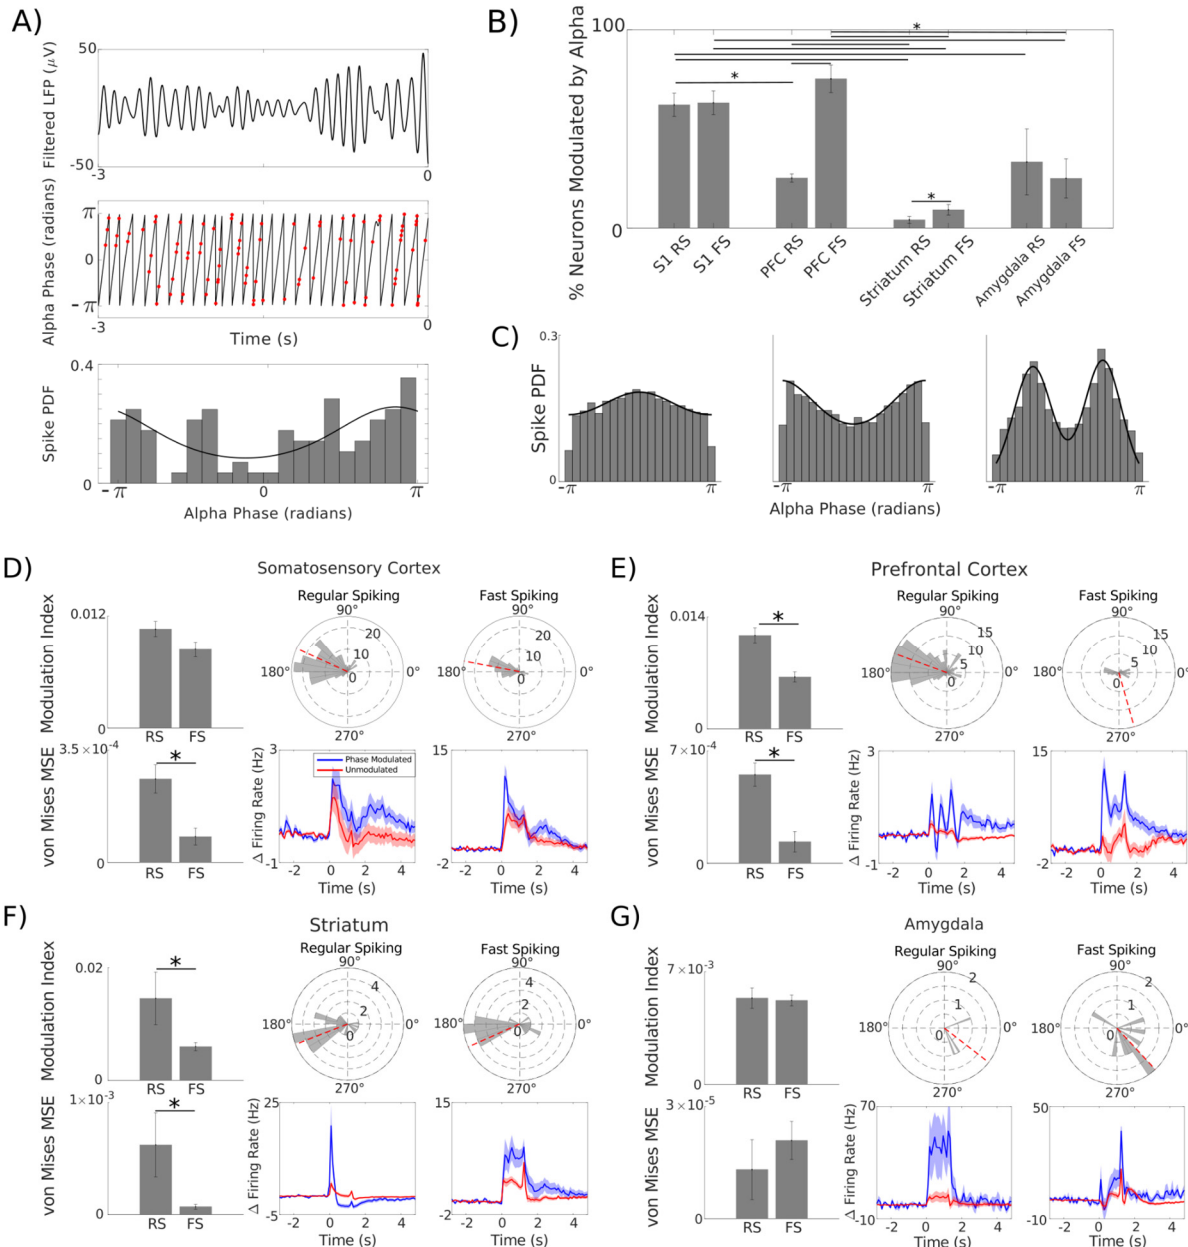 A)
Filtered LFP (μV)
50
-50
-3
0
Alpha Phase (radians)
π
0
-π
-3
0
Time (s)
Spike PDF
0.4
0
-π
0
π
Alpha Phase (radians)
B)
% Neurons Modulated by Alpha
100
0
*
*
*
S1 RS
S1 FS
PFC RS
PFC FS
Striatum RS
Striatum FS
Amygdala RS
Amygdala FS
C)
Spike PDF
0.3
0
-π
π
-π
π
-π
π
Alpha Phase (radians)
D)
Somatosensory Cortex
Modulation Index
0.012
0
RS FS
Regular Spiking
90°
180°
0°
270°
20
10
0
Fast Spiking
90°
180°
0°
270°
20
10
0
von Mises MSE
3.5×10⁻⁴
0
*
RS FS
Δ Firing Rate (Hz)
3
-1
Phase Modulated
Unmodulated
-2 0 2 4
Time (s)
15
-2
-2 0 2 4
Time (s)
E)
Prefrontal Cortex
Modulation Index
0.014
0
*
RS FS
Regular Spiking
90°
180°
0°
270°
15
10
5
0
Fast Spiking
90°
180°
0°
270°
15
10
5
0
von Mises MSE
7×10⁻⁴
0
*
RS FS
Δ Firing Rate (Hz)
3
-1
-2 0 2 4
Time (s)
15
-2
-2 0 2 4
Time (s)
F)
Striatum
Modulation Index
0.02
0
*
RS FS
Regular Spiking
90°
180°
0°
270°
4
2
0
Fast Spiking
90°
180°
0°
270°
4
2
0
von Mises MSE
1×10⁻³
0
*
RS FS
Δ Firing Rate (Hz)
25
-5
-2 0 2 4
Time (s)
15
-2
-2 0 2 4
Time (s)
G)
Amygdala
Modulation Index
7×10⁻³
0
RS FS
Regular Spiking
90°
180°
0°
270°
2
1
0
Fast Spiking
90°
180°
0°
270°
2
1
0
von Mises MSE
3×10⁻⁵
0
RS FS
Δ Firing Rate (Hz)
70
-10
-2 0 2 4
Time (s)
50
-10
-2 0 2 4
Time (s)